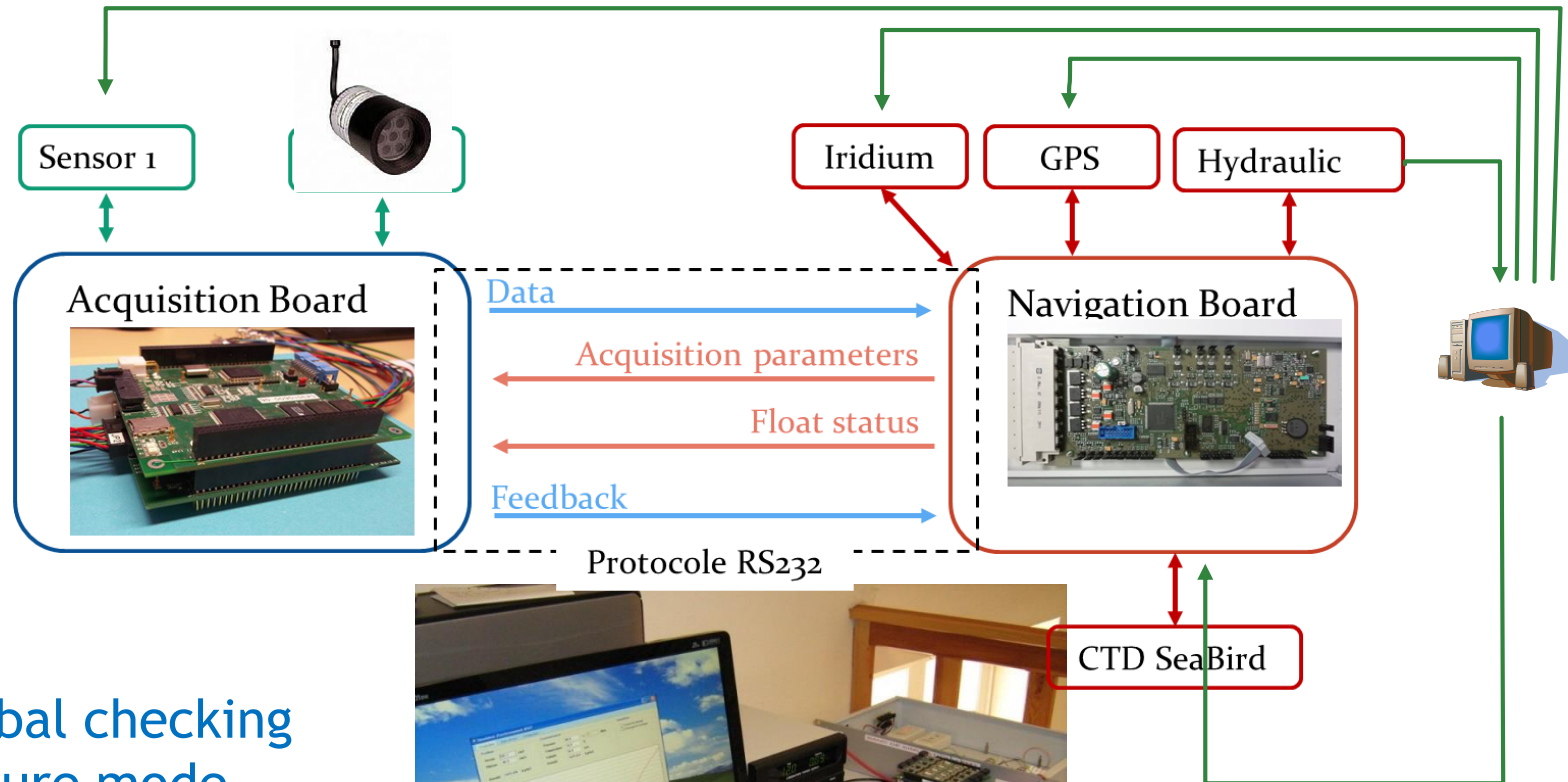 Sensor 1
Iridium
GPS
Hydraulic
Acquisition Board
Data
Acquisition parameters
Float status
Feedback
Protocole RS232
Navigation Board
CTD SeaBird
bal checking